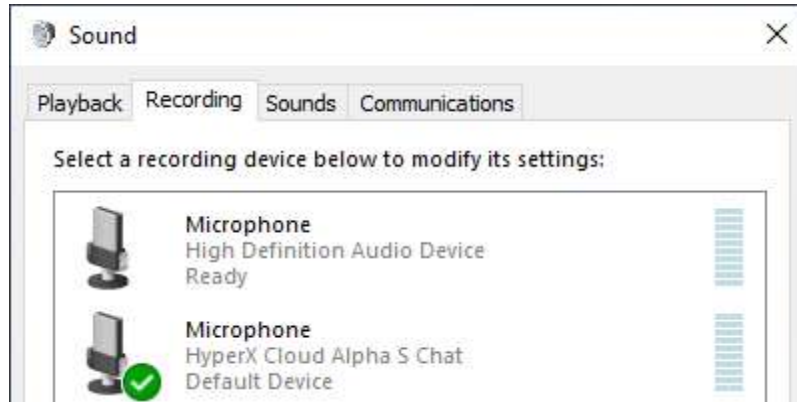 Sound
Playback Recording Sounds Communications
Select a recording device below to modify its settings:
Microphone
High Definition Audio Device
Ready
Microphone
HyperX Cloud Alpha S Chat
Default Device